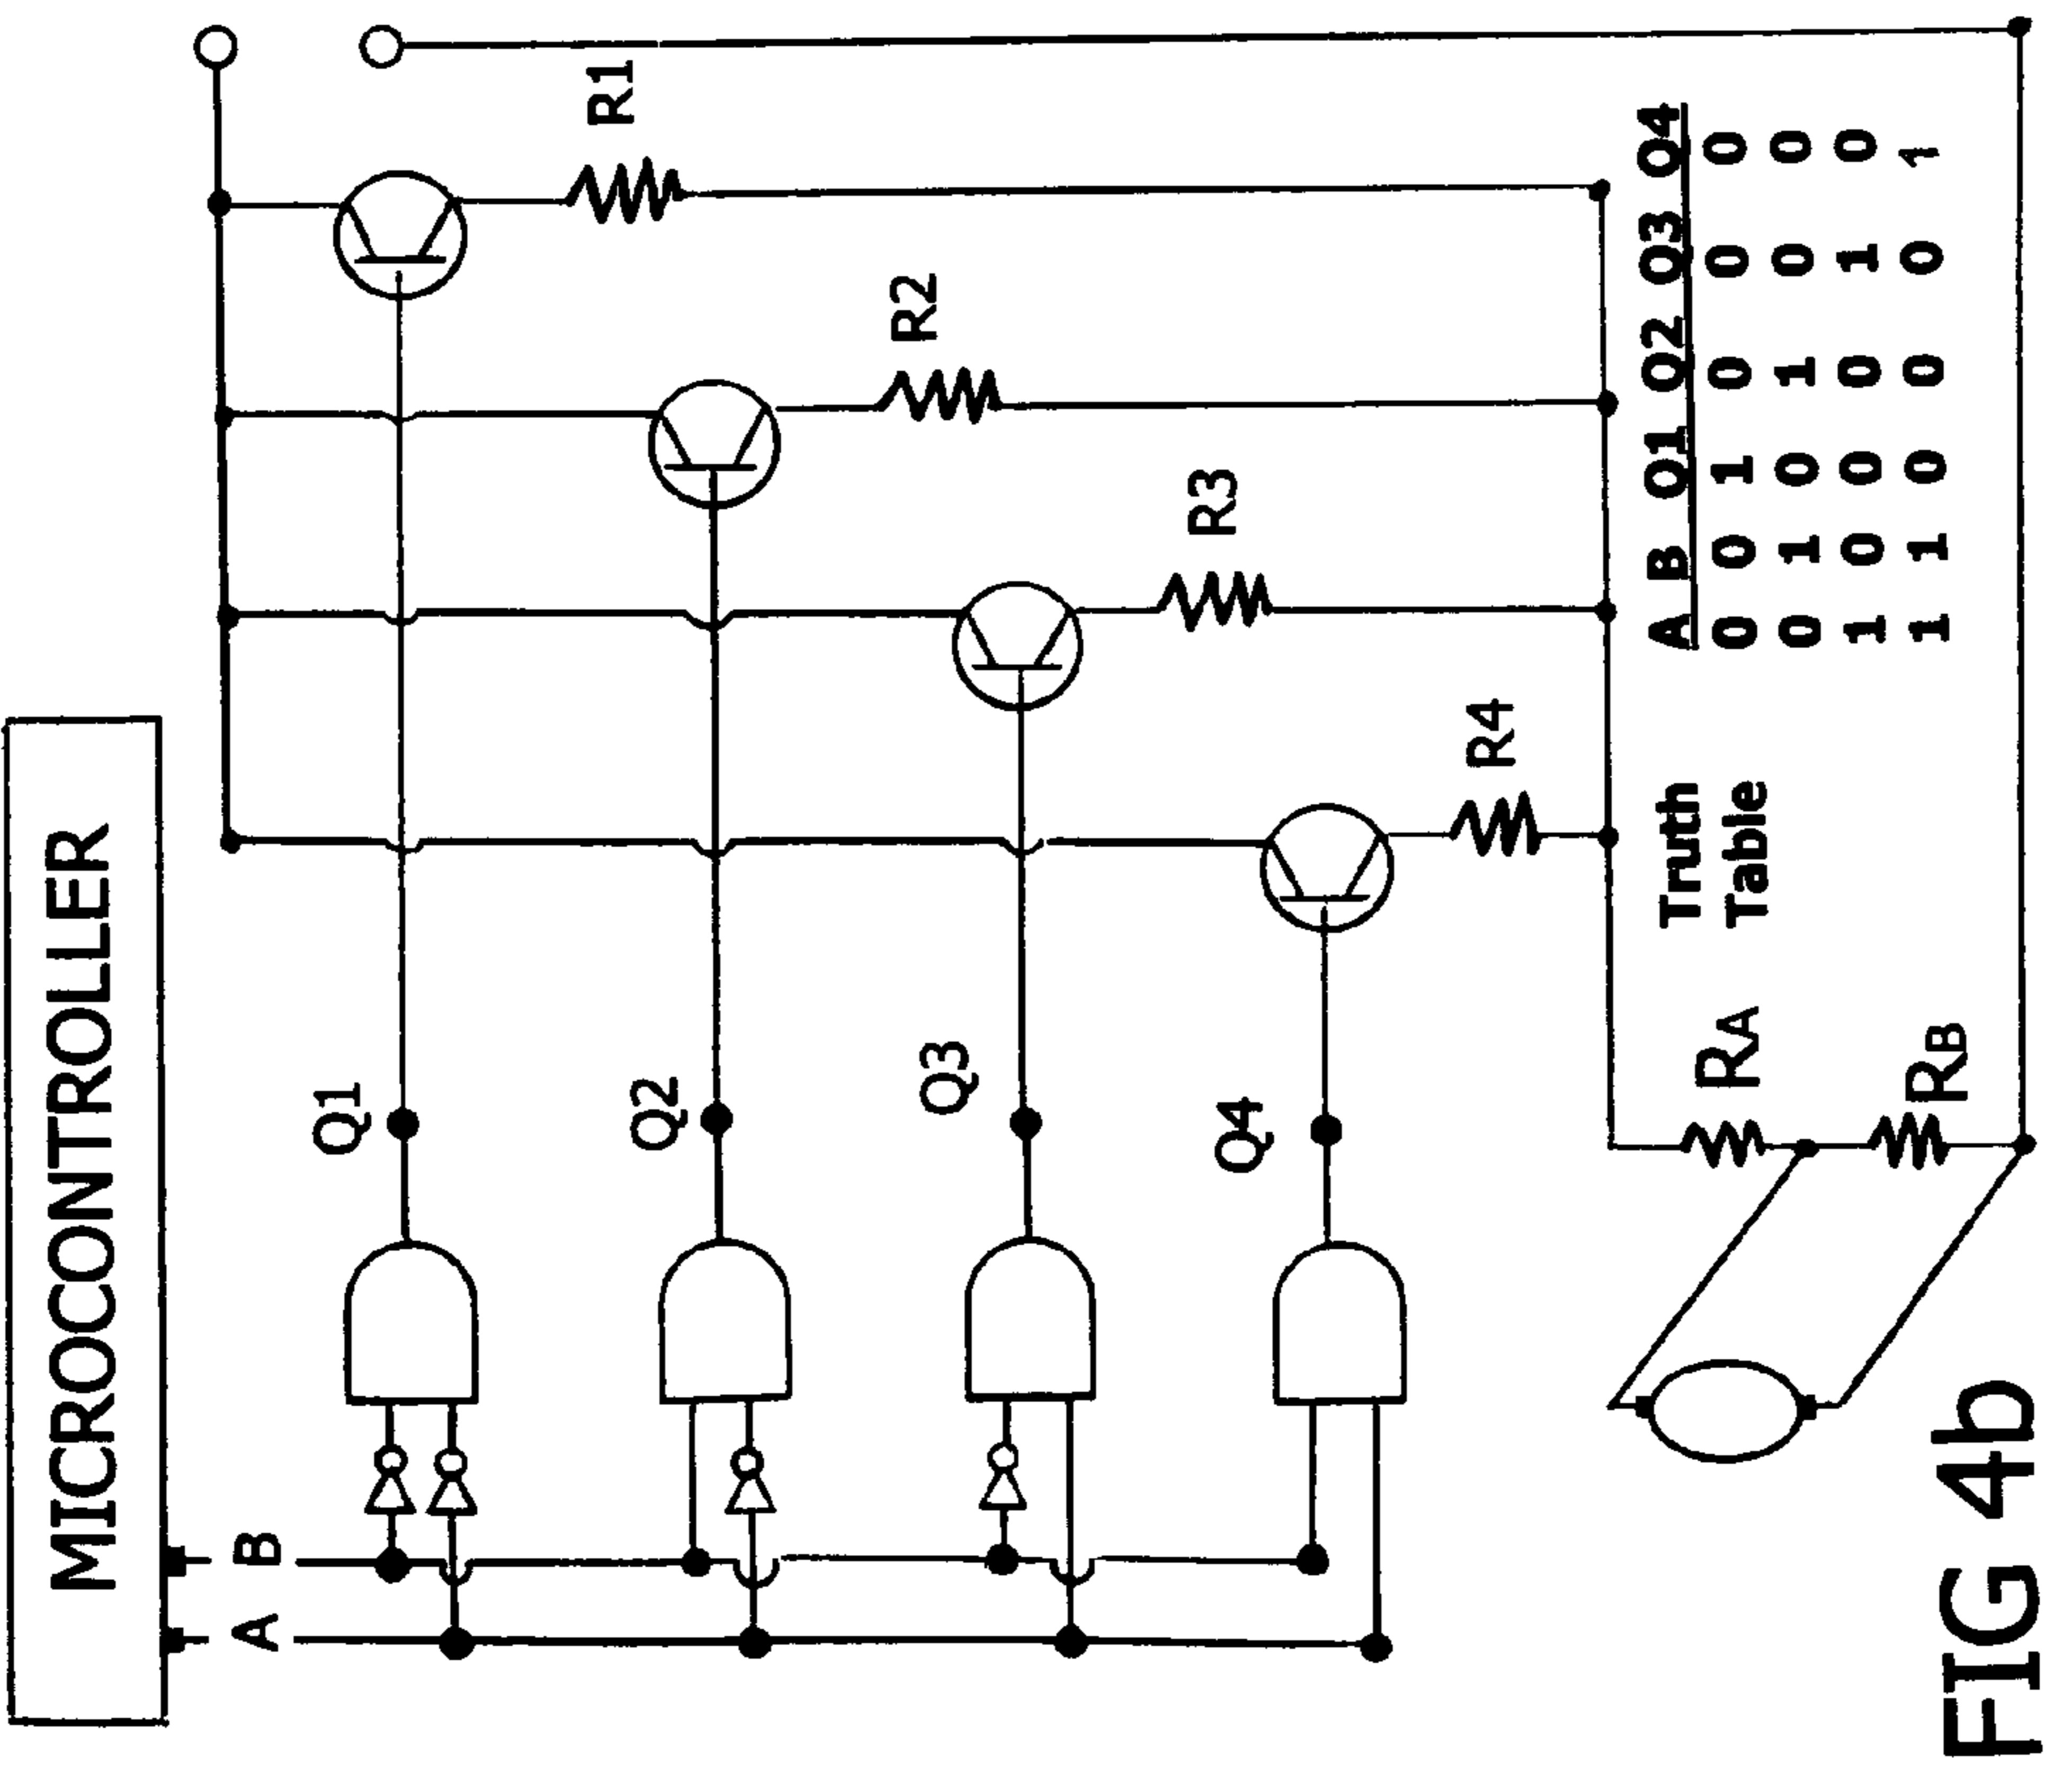 MICROCONTROLLER
A B
Q1
R1
Q2
R2
Q3
R3
Q4
R4
Truth
Table
A B Q1 Q2 Q3 Q4
0 0 1 0 0 0
0 1 0 1 0 0
1 0 0 0 1 0
1 1 0 0 0 1
RA
RB
FIG 4b